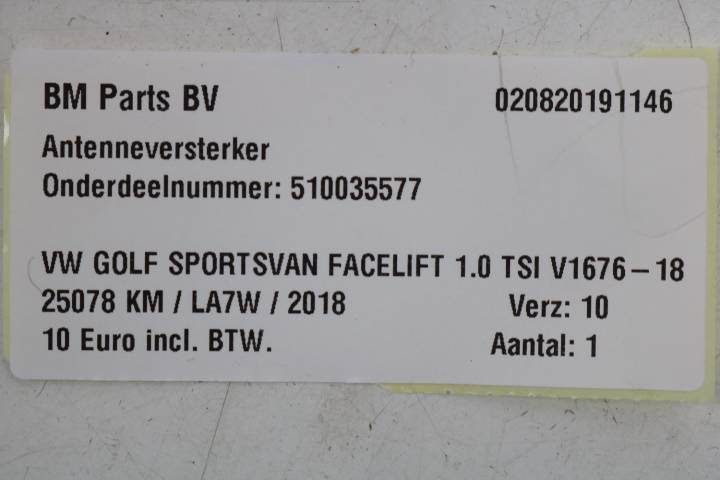 BM Parts BV 020820191146
Antenneversterker
Onderdeelnummer: 510035577
VW GOLF SPORTSVAN FACELIFT 1.0 TSI V1676-18
25078 KM / LA7W / 2018 Verz: 10
10 Euro incl. BTW. Aantal: 1